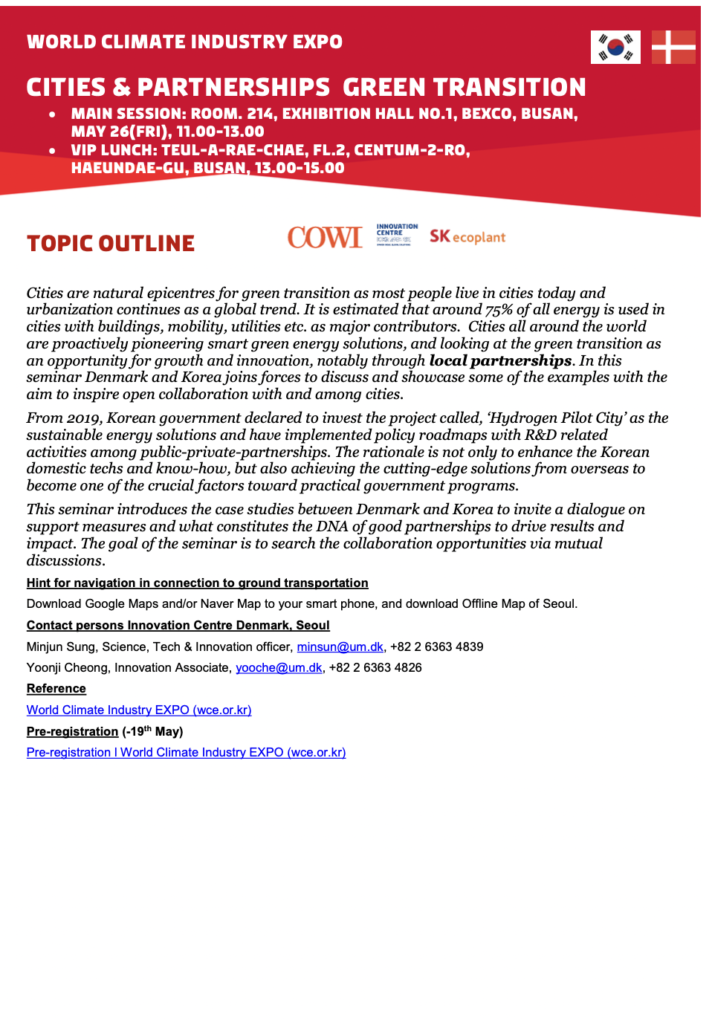 WORLD CLIMATE INDUSTRY EXPO
CITIES & PARTNERSHIPS GREEN TRANSITION
• MAIN SESSION: ROOM. 214, EXHIBITION HALL NO.1, BEXCO, BUSAN,
MAY 26(FRI), 11.00-13.00
• VIP LUNCH: TEUL-A-RAE-CHAE, FL.2, CENTUM-2-RO,
HAEUNDAE-GU, BUSAN, 13.00-15.00
TOPIC OUTLINE
COWI
INNOVATION
CENTRE
SK ecoplant
Cities are natural epicentres for green transition as most people live in cities today and
urbanization continues as a global trend. It is estimated that around 75% of all energy is used in
cities with buildings, mobility, utilities etc. as major contributors. Cities all around the world
are proactively pioneering smart green energy solutions, and looking at the green transition as
an opportunity for growth and innovation, notably through local partnerships. In this
seminar Denmark and Korea joins forces to discuss and showcase some of the examples with the
aim to inspire open collaboration with and among cities.
From 2019, Korean government declared to invest the project called, ‘Hydrogen Pilot City’ as the
sustainable energy solutions and have implemented policy roadmaps with R&D related
activities among public-private-partnerships. The rationale is not only to enhance the Korean
domestic techs and know-how, but also achieving the cutting-edge solutions from overseas to
become one of the crucial factors toward practical government programs.
This seminar introduces the case studies between Denmark and Korea to invite a dialogue on
support measures and what constitutes the DNA of good partnerships to drive results and
impact. The goal of the seminar is to search the collaboration opportunities via mutual
discussions.
Hint for navigation in connection to ground transportation
Download Google Maps and/or Naver Map to your smart phone, and download Offline Map of Seoul.
Contact persons Innovation Centre Denmark, Seoul
Minjun Sung, Science, Tech & Innovation officer, minsun@um.dk, +82 2 6363 4839
Yoonji Cheong, Innovation Associate, yooche@um.dk, +82 2 6363 4826
Reference
World Climate Industry EXPO (wce.or.kr)
Pre-registration (-19th May)
Pre-registration l World Climate Industry EXPO (wce.or.kr)